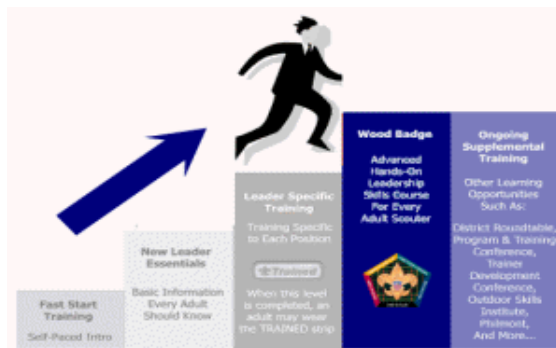 Fast Start
Training
Self-Paced Intro
New Leader
Essentials
Basic Information
Every Adult
Should Know
Leader Specific
Training
Training Specific
to Each Position
Trained
When this level
is completed, an
adult may wear
the TRAINED strip
Wood Badge
Advanced
Hands-On
Leadership
Skills Course
For Every
Adult Scouter
Ongoing
Supplemental
Training
Other Learning
Opportunities
Such As:
District Roundtable,
Program & Training
Conference,
Trainer
Development
Conference,
Outdoor Skills
Institute,
Philmont,
And More...